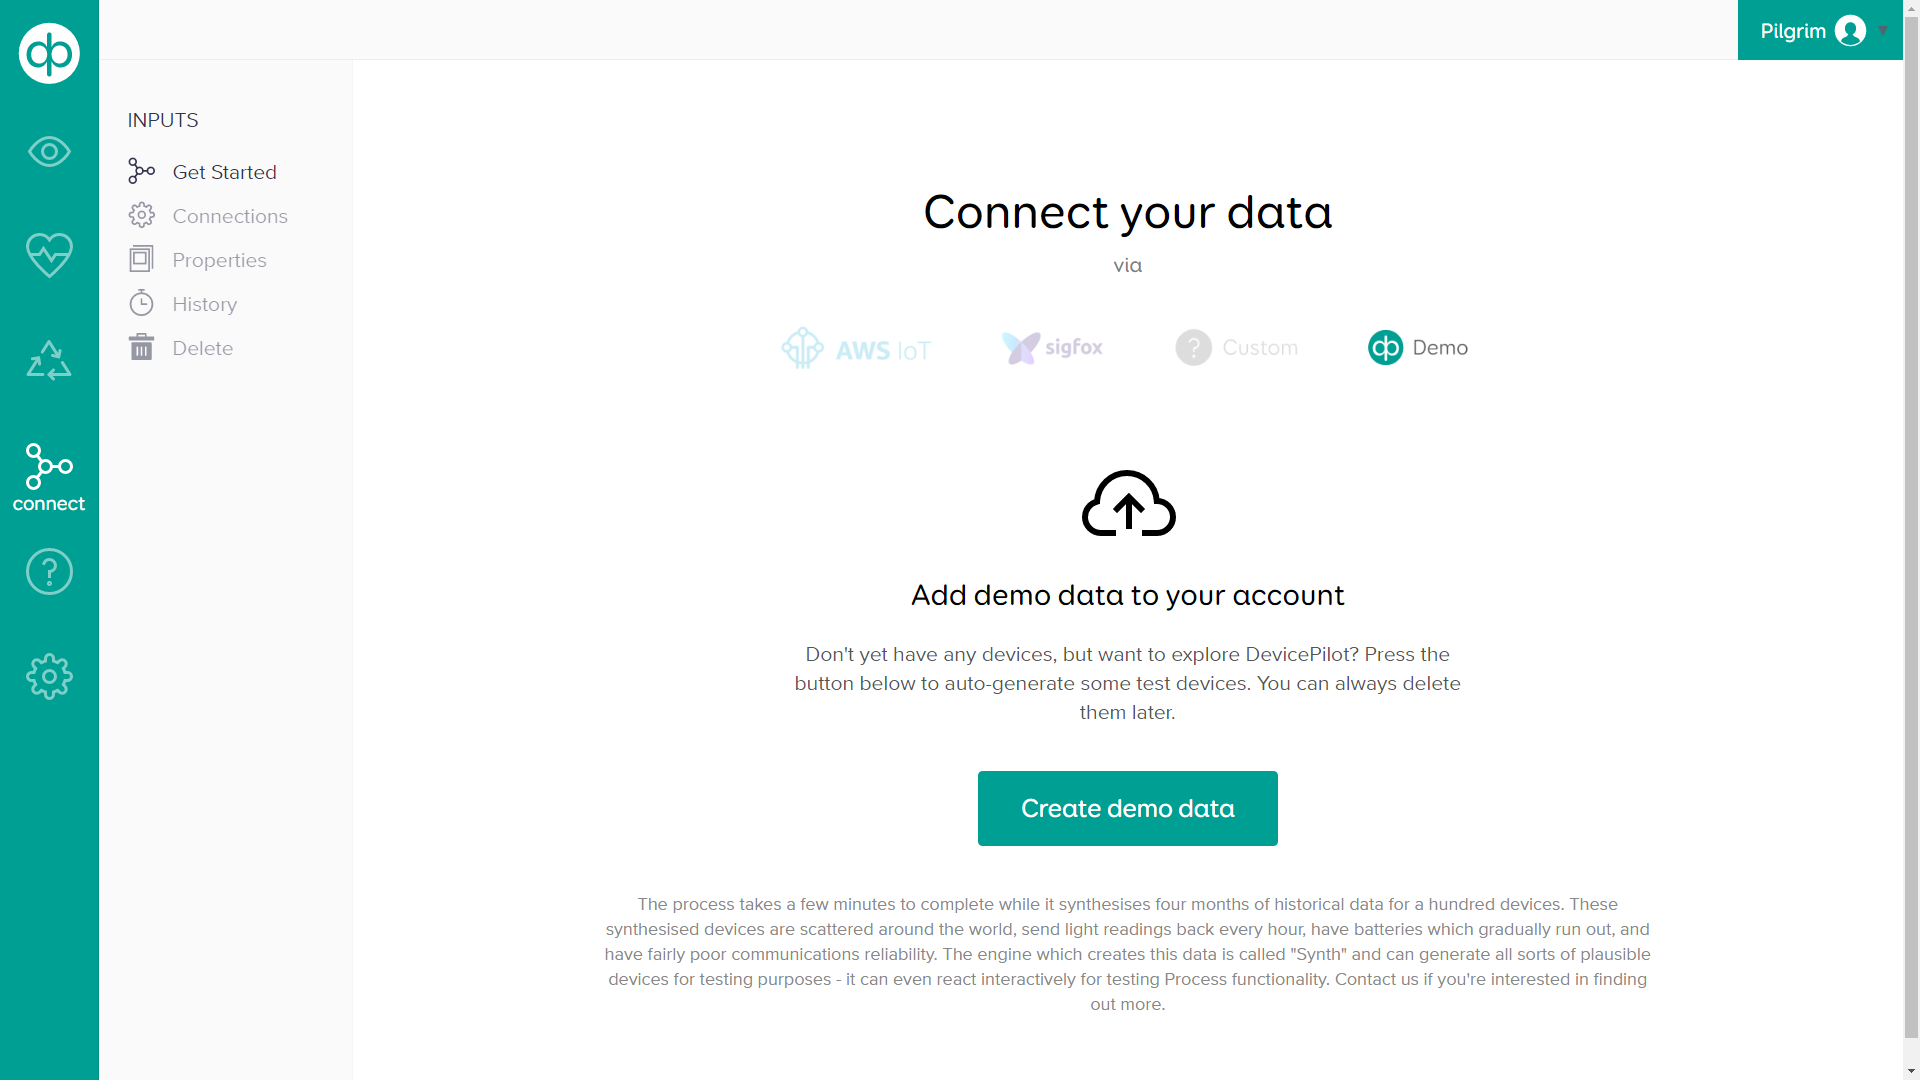 Pilgrim
INPUTS
Get Started
Connections
Properties
History
Delete
connect
Connect your data
via
AWS IoT
sigfox
? Custom
dp Demo
Add demo data to your account
Don't yet have any devices, but want to explore DevicePilot? Press the
button below to auto-generate some test devices. You can always delete
them later.
Create demo data
The process takes a few minutes to complete while it synthesises four months of historical data for a hundred devices. These
synthesised devices are scattered around the world, send light readings back every hour, have batteries which gradually run out, and
have fairly poor communications reliability. The engine which creates this data is called "Synth" and can generate all sorts of plausible
devices for testing purposes - it can even react interactively for testing Process functionality. Contact us if you're interested in finding
out more.